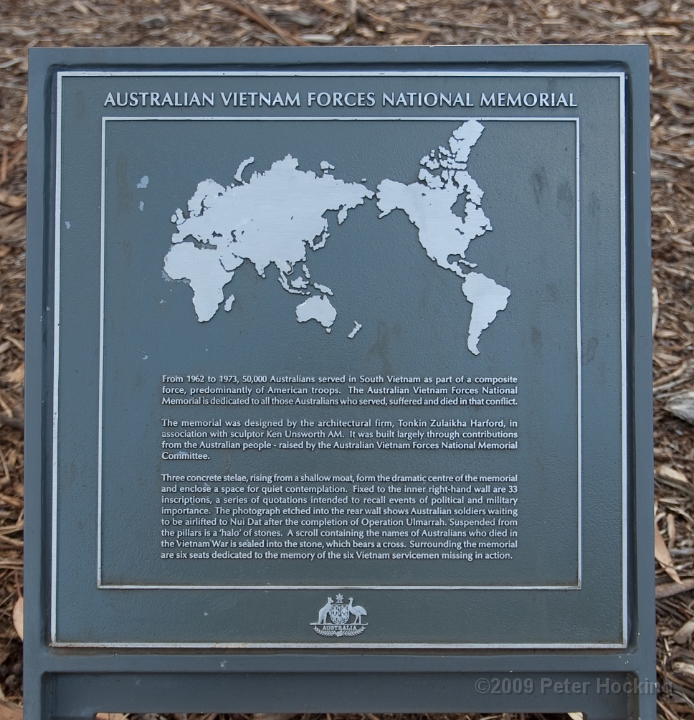 AUSTRALIAN VIETNAM FORCES NATIONAL MEMORIAL
From 1962 to 1973, 50,000 Australians served in South Vietnam as part of a composite
force, predominantly of American troops. The Australian Vietnam Forces National
Memorial is dedicated to all those Australians who served, suffered and died in that conflict.
The memorial was designed by the architectural firm, Tonkin Zulaikha Harford, in
association with sculptor Ken Unsworth AM. It was built largely through contributions
from the Australian people - raised by the Australian Vietnam Forces National Memorial
Committee.
Three concrete stelae, rising from a shallow moat, form the dramatic centre of the memorial
and enclose a space for quiet contemplation. Fixed to the inner right-hand wall are 33
inscriptions, a series of quotations intended to recall events of political and military
importance. The photograph etched into the rear wall shows Australian soldiers waiting
to be airlifted to Nui Dat after the completion of Operation Ulmarrah. Suspended from
the pillars is a 'halo' of stones. A scroll containing the names of Australians who died in
the Vietnam War is sealed into the stone, which bears a cross. Surrounding the memorial
are six seats dedicated to the memory of the six Vietnam servicemen missing in action.
AUSTRALIA
©2009 Peter Hocking